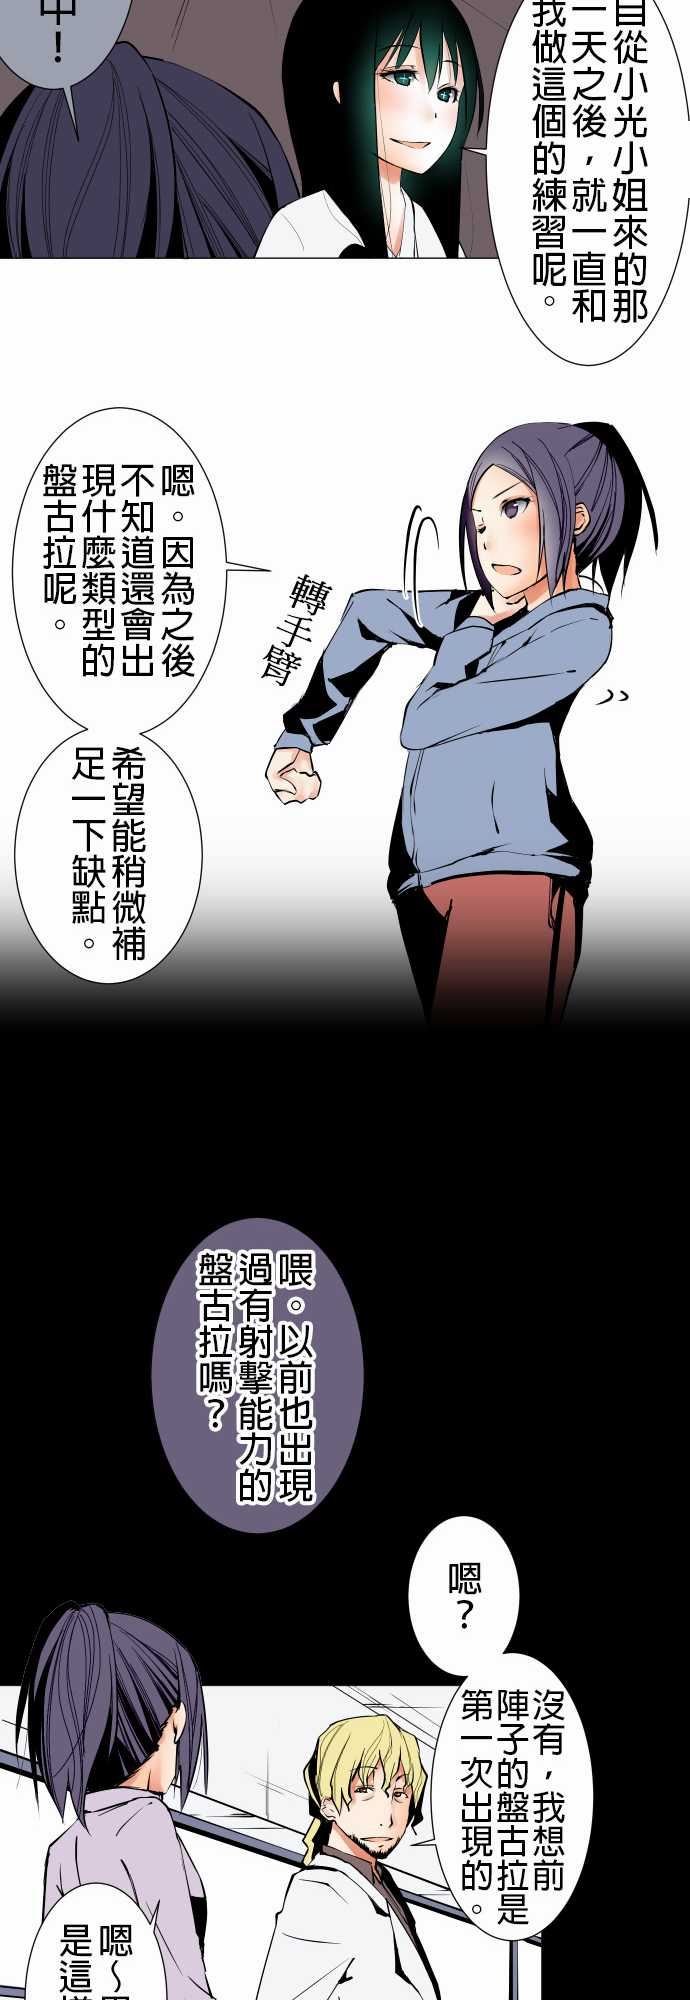 中！
自從小光小姐來的那
一天之後，就一直和
我做這個的練習呢。
嗯。因為之後
不知道還會出
現什麼類型的
盤古拉呢。
轉手臂
希望能稍微補
足一下缺點。
喂。以前也出現
過有射擊能力的
盤古拉嗎？
嗯？
沒有，我想前
陣子的盤古拉是
第一次出現的。
嗯～
是這